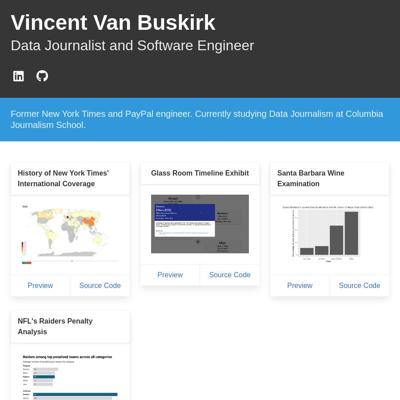 Vincent Van Buskirk
Data Journalist and Software Engineer
Former New York Times and PayPal engineer. Currently studying Data Journalism at Columbia
Journalism School.
History of New York Times'
International Coverage
Preview
Source Code
Glass Room Timeline Exhibit
Preview
Source Code
Santa Barbara Wine
Examination
Preview
Source Code
NFL's Raiders Penalty
Analysis
Raiders among top penalized teams across all categories